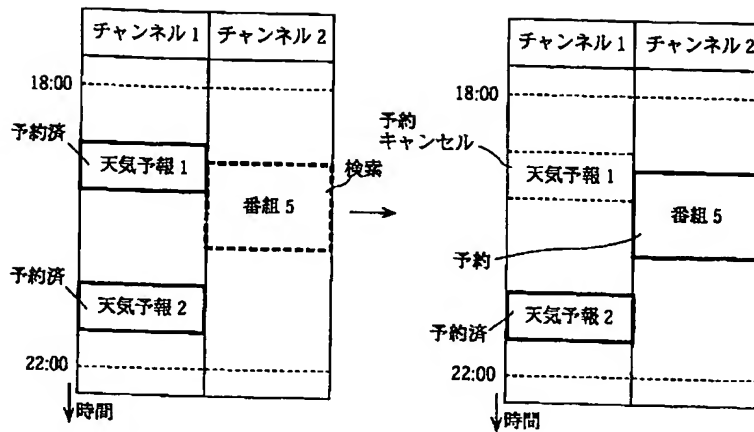 チャンネル 1 チャンネル 2
18:00
予約済
天気予報 1
検索
番組 5
予約済
天気予報 2
22:00
時間
チャンネル 1 チャンネル 2
18:00
予約
キャンセル
天気予報 1
番組 5
予約
天気予報 2
予約済
22:00
時間